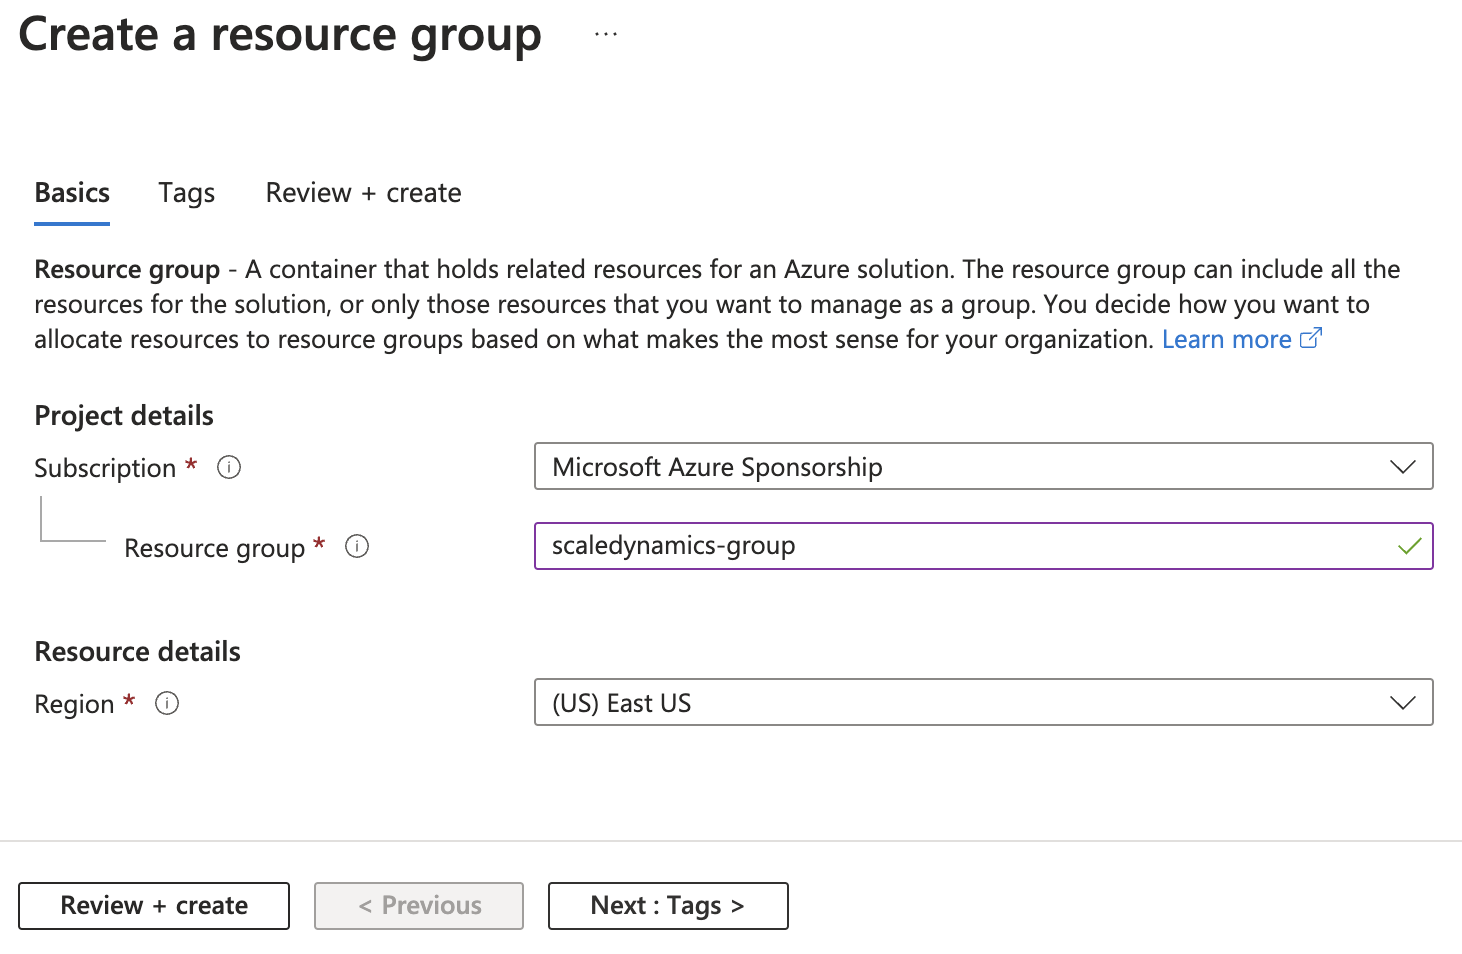 Create a resource group ...
Basics Tags Review + create
Resource group - A container that holds related resources for an Azure solution. The resource group can include all the
resources for the solution, or only those resources that you want to manage as a group. You decide how you want to
allocate resources to resource groups based on what makes the most sense for your organization. Learn more
Project details
Subscription * Microsoft Azure Sponsorship
Resource group * scaledynamics-group
Resource details
Region * (US) East US
Review + create < Previous Next : Tags >